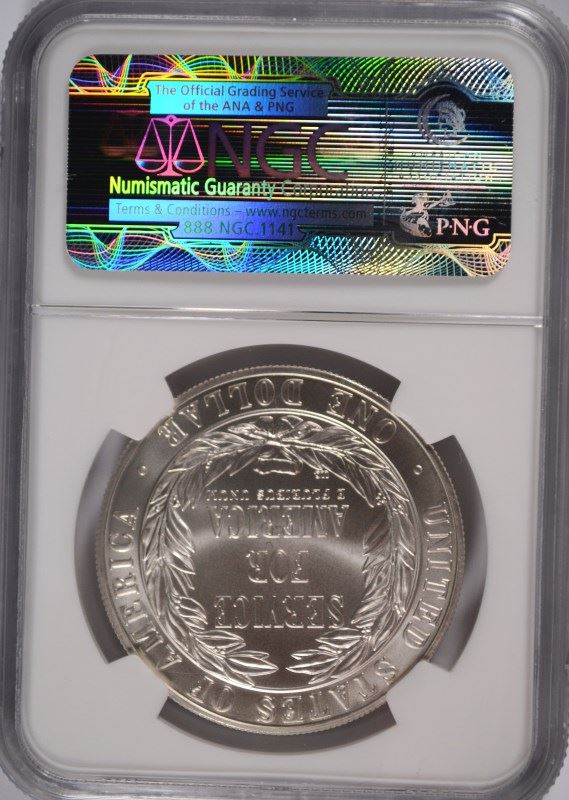 The Official Grading Service
of the ANA & PNG
NGC
Numismatic Guaranty Corporation
Terms & Conditions – www.ngcterms.com
888.NGC.1141
P·N·G
UNITED STATES OF AMERICA
SERVICE
FOR
AMERICA
E PLURIBUS UNUM
ONE DOLLAR